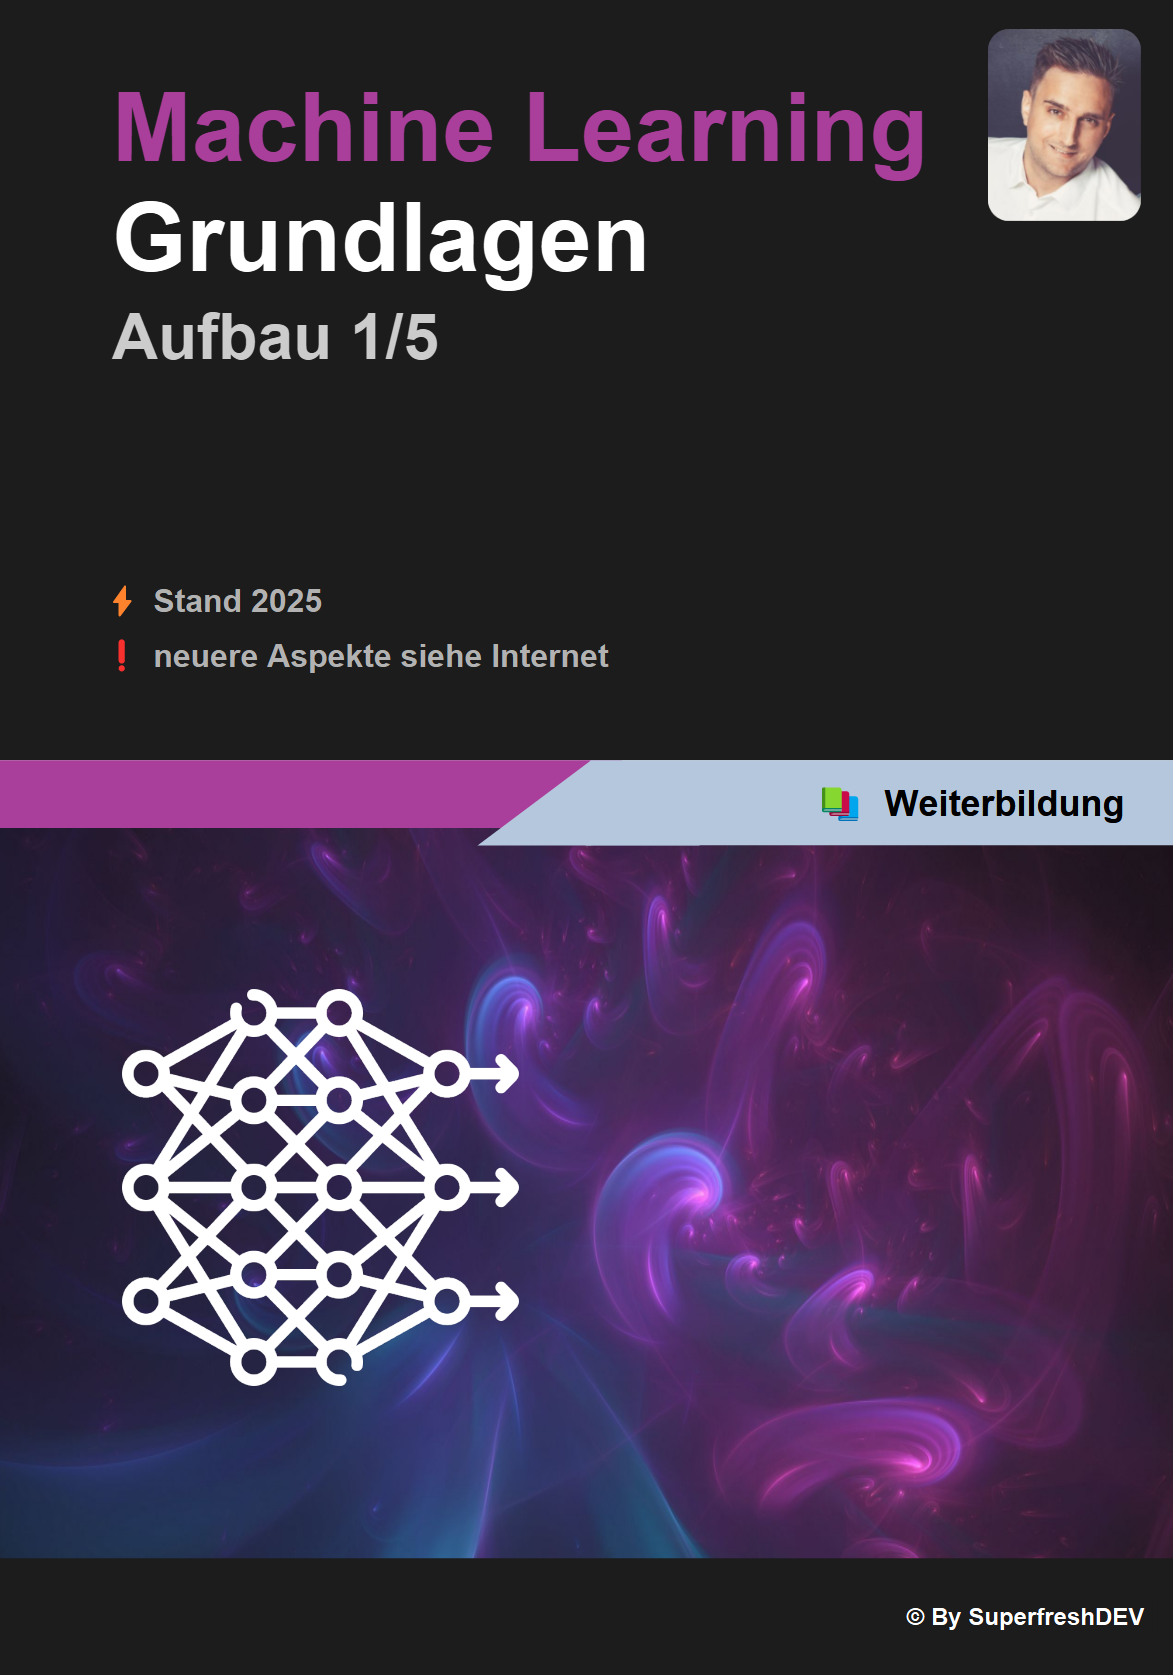 Machine Learning
Grundlagen
Aufbau 1/5
Stand 2025
neuere Aspekte siehe Internet
Weiterbildung
© By SuperfreshDEV